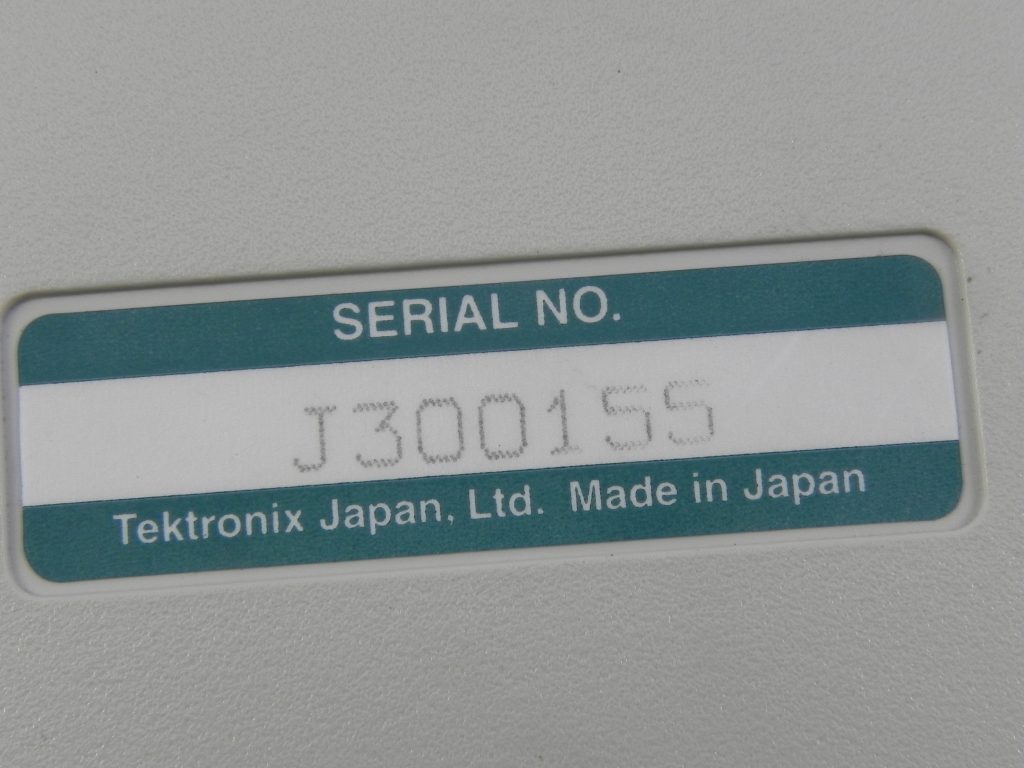 SERIAL NO.
J300155
Tektronix Japan, Ltd. Made in Japan